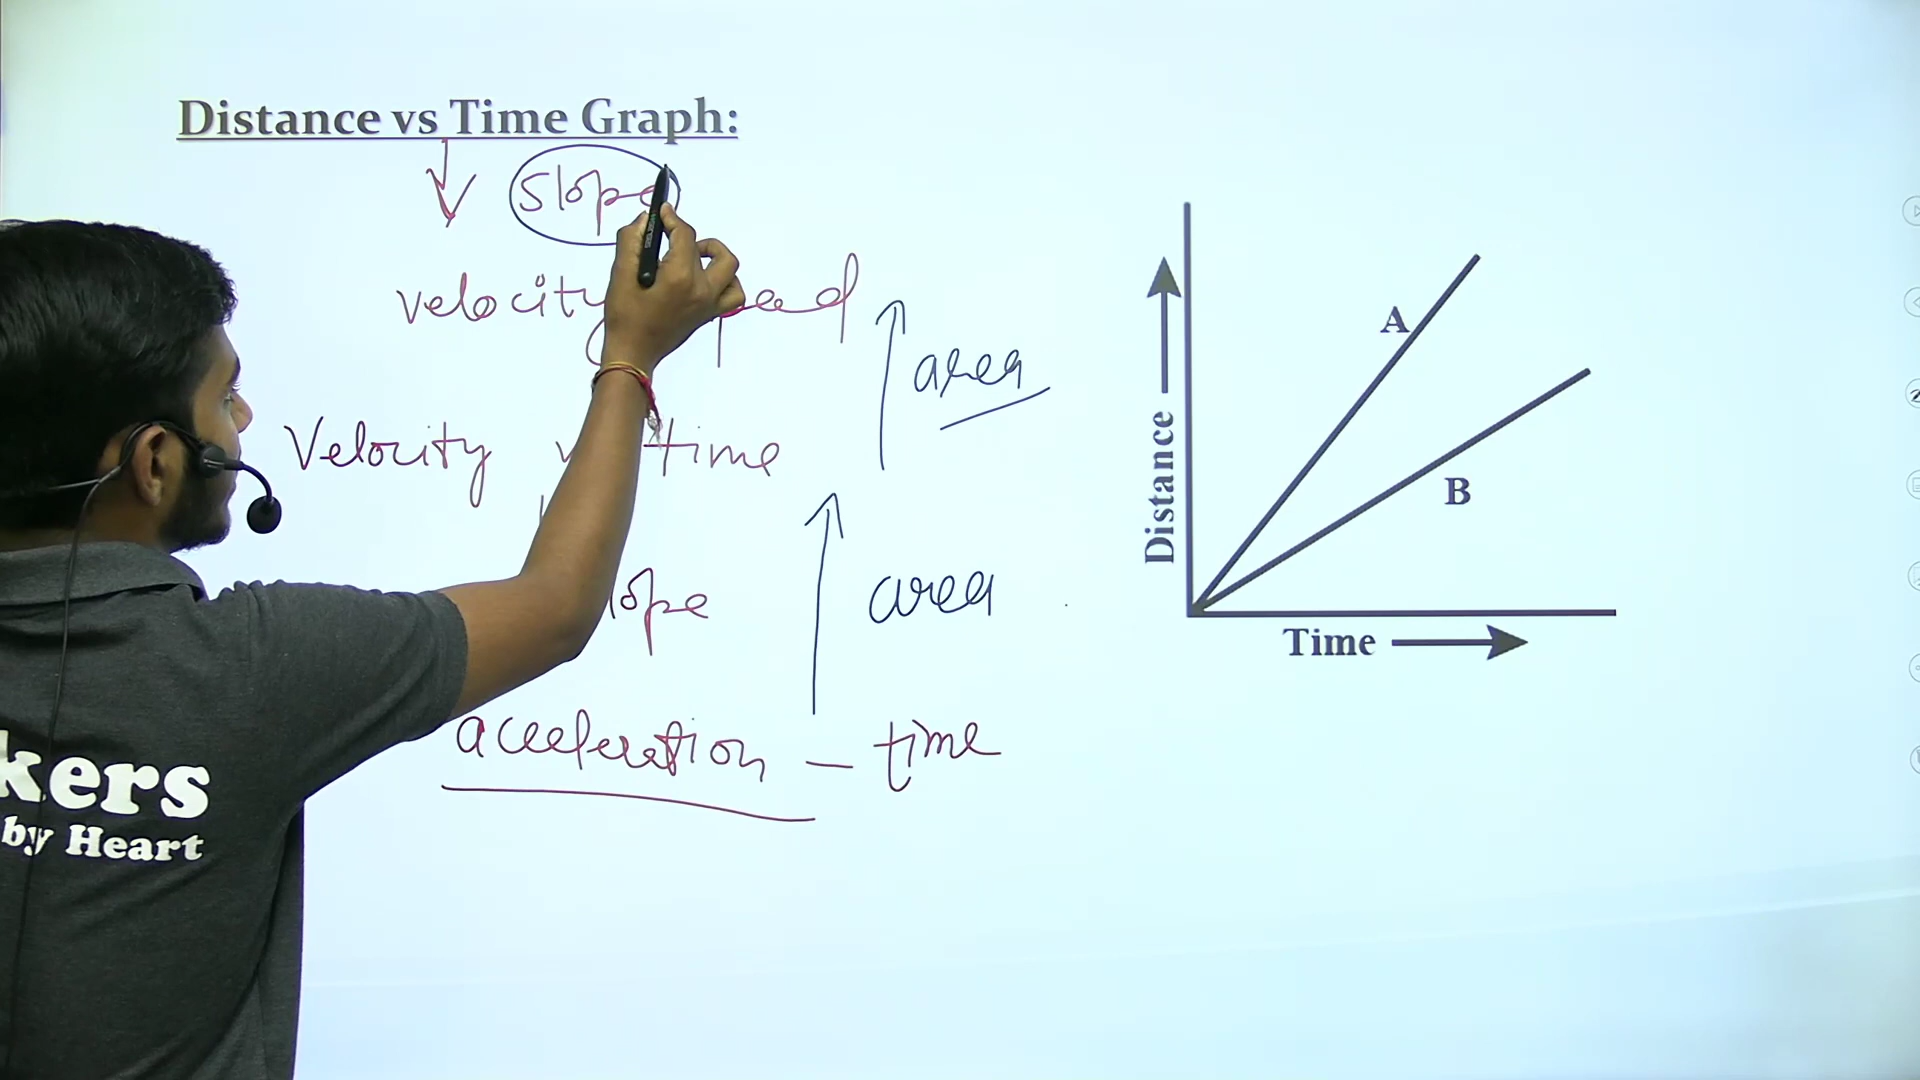 Distance vs Time Graph:
slope
velocity
area
Velocity time
area
acceleration - time
A
B
Distance
Time
kers
by Heart